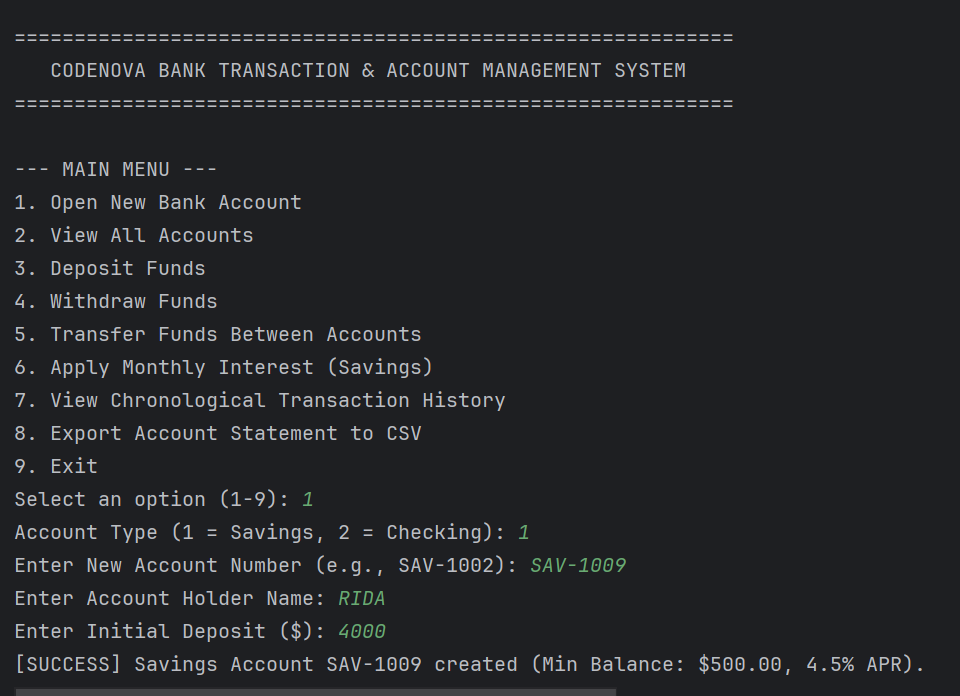 ============================================================
CODENOVA BANK TRANSACTION & ACCOUNT MANAGEMENT SYSTEM
============================================================
--- MAIN MENU ---
1. Open New Bank Account
2. View All Accounts
3. Deposit Funds
4. Withdraw Funds
5. Transfer Funds Between Accounts
6. Apply Monthly Interest (Savings)
7. View Chronological Transaction History
8. Export Account Statement to CSV
9. Exit
Select an option (1-9): 1
Account Type (1 = Savings, 2 = Checking): 1
Enter New Account Number (e.g., SAV-1002): SAV-1009
Enter Account Holder Name: RIDA
Enter Initial Deposit ($): 4000
[SUCCESS] Savings Account SAV-1009 created (Min Balance: $500.00, 4.5% APR).